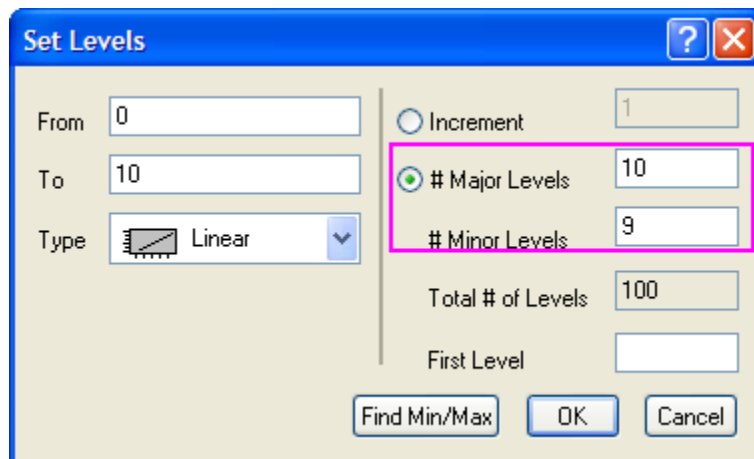 Set Levels
From 0
To 10
Type Linear
Increment 1
# Major Levels 10
# Minor Levels 9
Total # of Levels 100
First Level
Find Min/Max OK Cancel